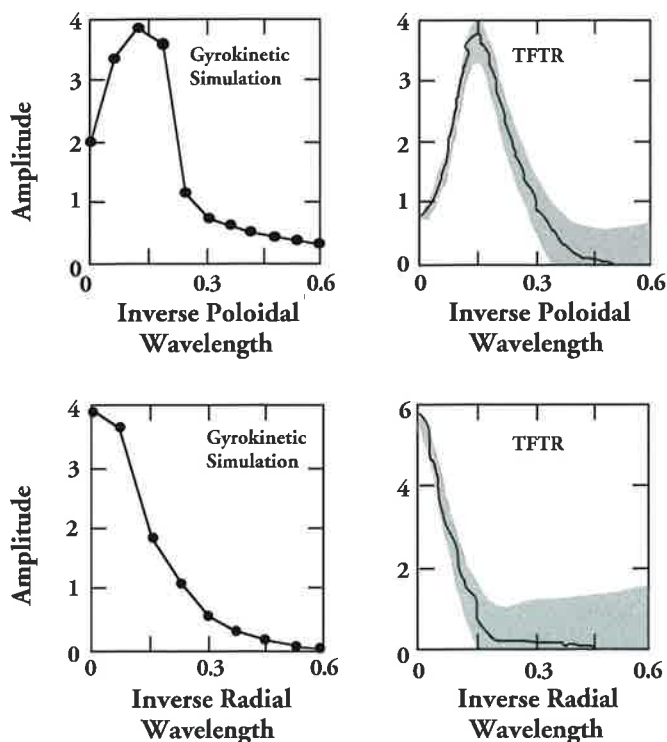 4
3
2
1
0
Amplitude
Gyrokinetic
Simulation
0
0.3
0.6
Inverse Poloidal
Wavelength
4
3
2
1
0
TFTR
0
0.3
0.6
Inverse Poloidal
Wavelength
4
3
2
1
0
Amplitude
Gyrokinetic
Simulation
0
0.3
0.6
Inverse Radial
Wavelength
6
4
2
0
TFTR
0
0.3
0.6
Inverse Radial
Wavelength